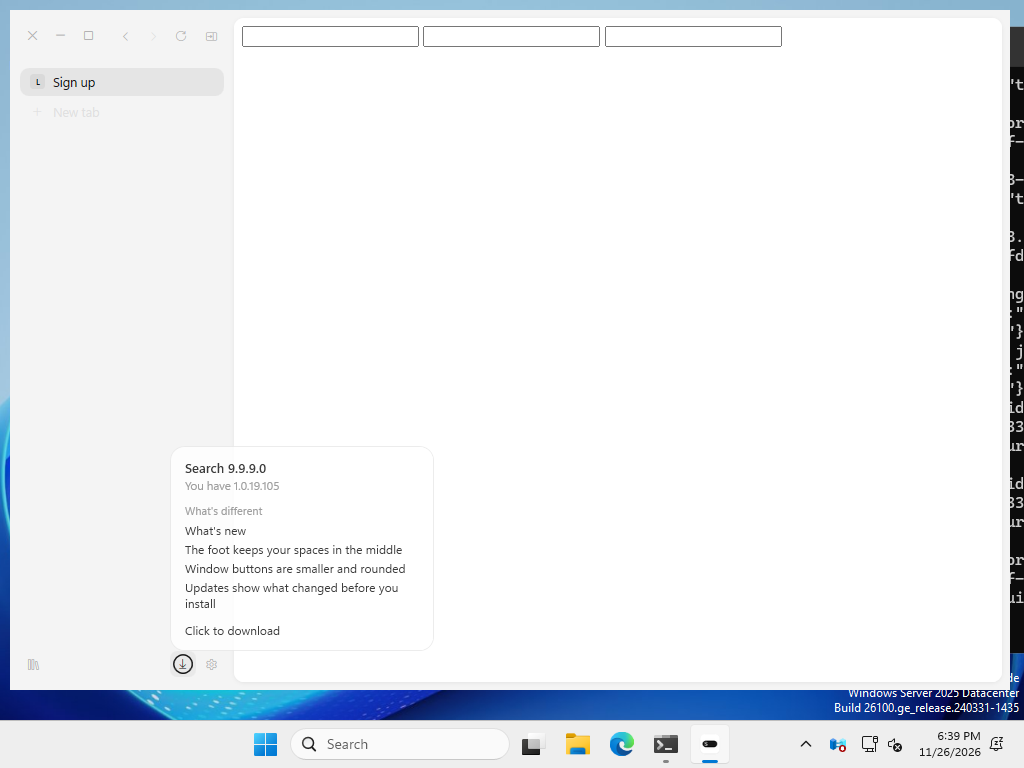 L Sign up
+ New tab
Search 9.9.9.0
You have 1.0.19.105
What's different
What's new
The foot keeps your spaces in the middle
Window buttons are smaller and rounded
Updates show what changed before you
install
Click to download
Windows Server 2025 Datacenter
Build 26100.ge_release.240331-1435
Search
6:39 PM
11/26/2026